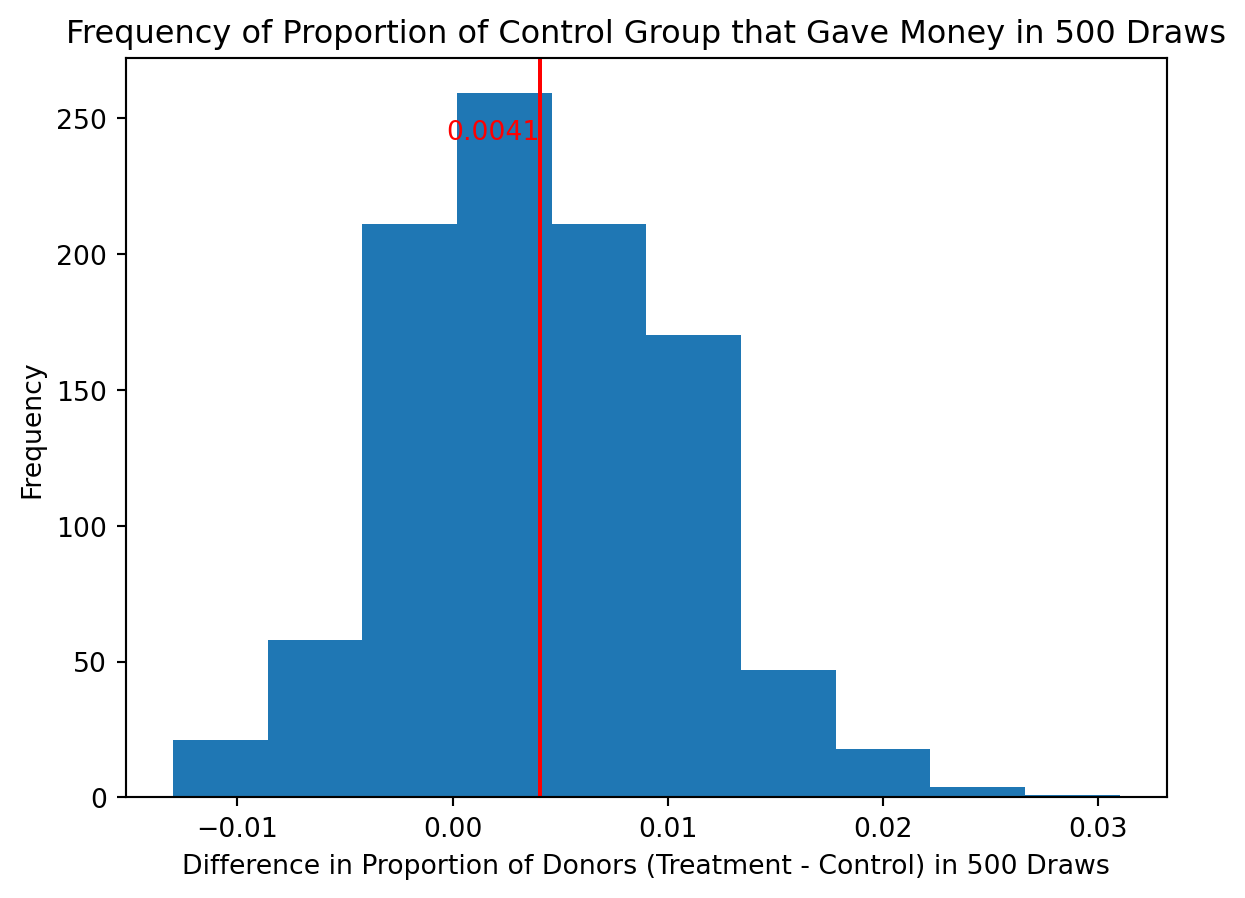 Frequency of Proportion of Control Group that Gave Money in 500 Draws
250
0.0041
200
Frequency
150
100
50
0
−0.01 0.00 0.01 0.02 0.03
Difference in Proportion of Donors (Treatment - Control) in 500 Draws